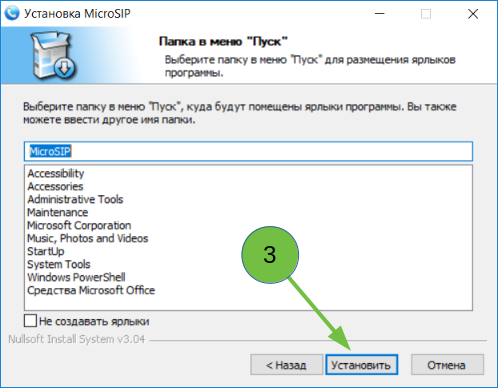 Установка MicroSIP
Папка в меню "Пуск"
Выберите папку в меню "Пуск" для размещения ярлыков
программы.
Выберите папку в меню "Пуск", куда будут помещены ярлыки программы. Вы также
можете ввести другое имя папки.
MicroSIP
Accessibility
Accessories
Administrative Tools
Maintenance
Microsoft Corporation
Music, Photos and Videos
StartUp
System Tools
Windows PowerShell
Средства Microsoft Office
3
Не создавать ярлыки
Nullsoft Install System v3.04
< Назад
Установить
Отмена